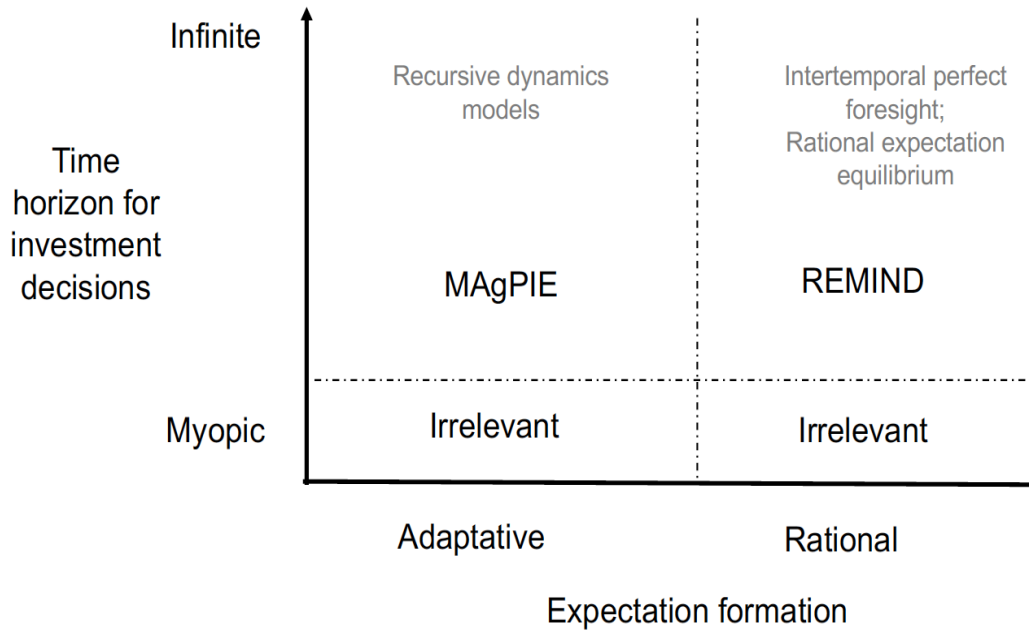 Infinite
Time
horizon for
investment
decisions
Myopic
Recursive dynamics
models
MAgPIE
Irrelevant
Intertemporal perfect
foresight;
Rational expectation
equilibrium
REMIND
Irrelevant
Adaptative
Rational
Expectation formation